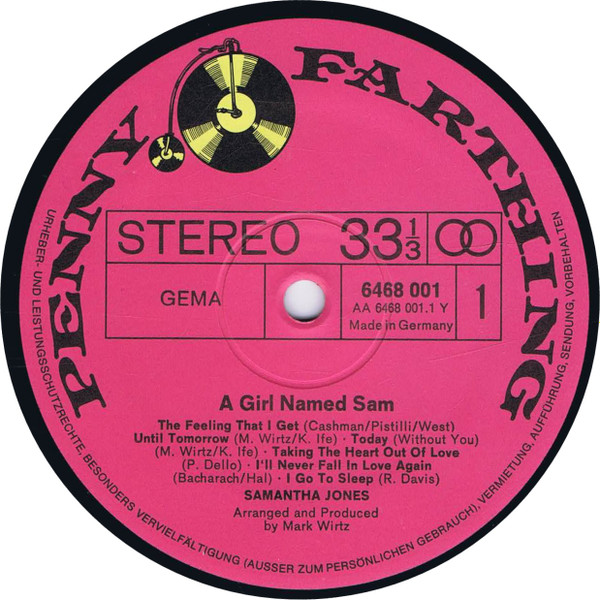 PENNY FARTHING
STEREO 33 1/3
GEMA
6468 001
AA 6468 001.1 Y
Made in Germany
1
A Girl Named Sam
The Feeling That I Get (Cashman/Pistilli/West)
Until Tomorrow (M. Wirtz/K. Ife) · Today (Without You)
(M. Wirtz/K. Ife) · Taking The Heart Out Of Love
(P. Dello) · I'll Never Fall In Love Again
(Bacharach/Hal) · I Go To Sleep (R. Davis)
SAMANTHA JONES
Arranged and Produced
by Mark Wirtz
URHEBER- UND LEISTUNGSSCHUTZRECHTE, BESONDERS VERVIELFÄLTIGUNG (AUSSER ZUM PERSÖNLICHEN GEBRAUCH), VERMIETUNG, AUFFÜHRUNG, SENDUNG, VORBEHALTEN